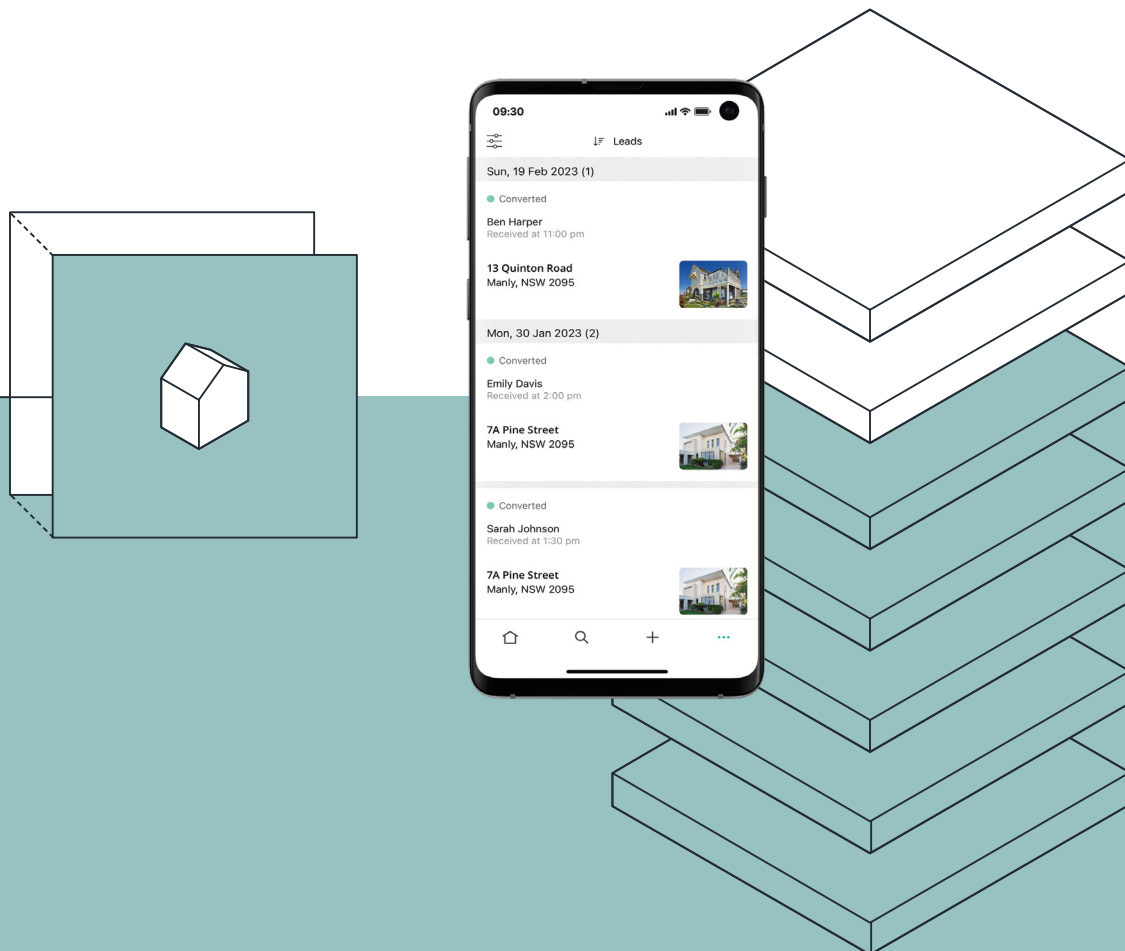 09:30
Leads
Sun, 19 Feb 2023 (1)
Converted
Ben Harper
Received at 11:00 pm
13 Quinton Road
Manly, NSW 2095
Mon, 30 Jan 2023 (2)
Converted
Emily Davis
Received at 2:00 pm
7A Pine Street
Manly, NSW 2095
Converted
Sarah Johnson
Received at 1:30 pm
7A Pine Street
Manly, NSW 2095